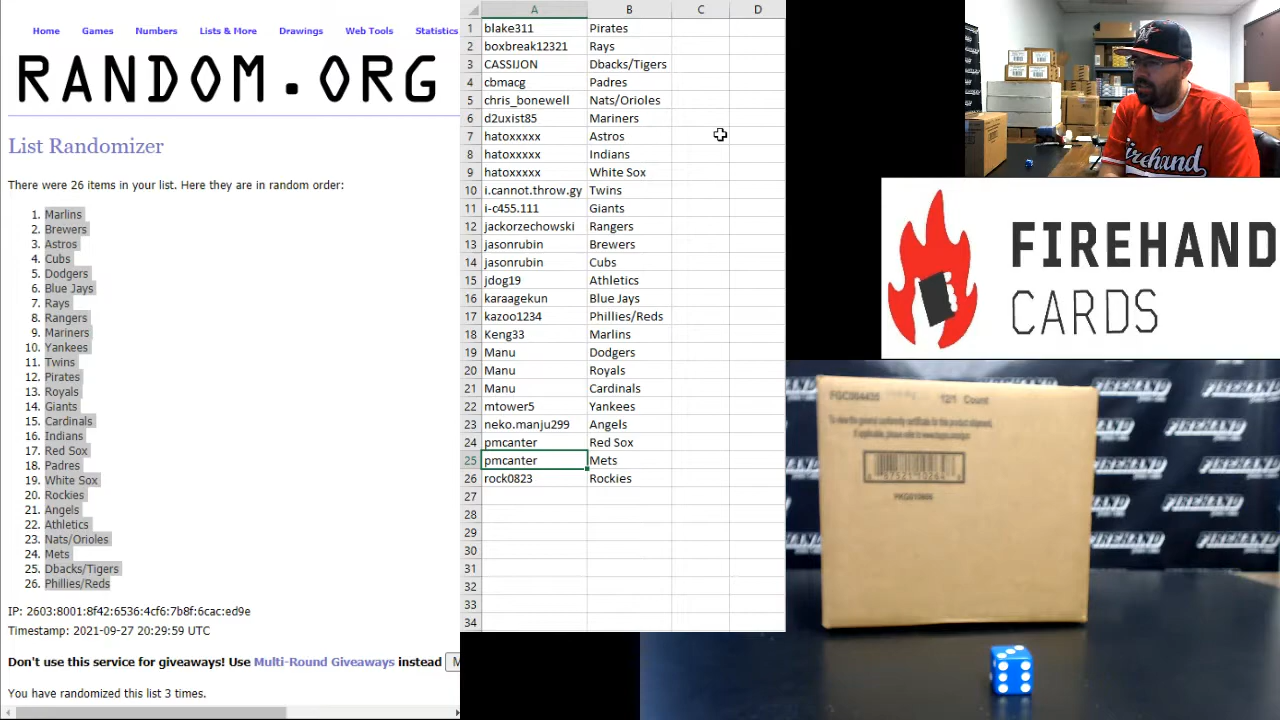 Home Games Numbers Lists & More Drawings Web Tools Statistics
RANDOM.ORG
List Randomizer
There were 26 items in your list. Here they are in random order:
1. Marlins
2. Brewers
3. Astros
4. Cubs
5. Dodgers
6. Blue Jays
7. Rays
8. Rangers
9. Mariners
10. Yankees
11. Twins
12. Pirates
13. Royals
14. Giants
15. Cardinals
16. Indians
17. Red Sox
18. Padres
19. White Sox
20. Rockies
21. Angels
22. Athletics
23. Nats/Orioles
24. Mets
25. Dbacks/Tigers
26. Phillies/Reds
IP: 2603:8001:8f42:6536:4cf6:7b8f:6cac:ed9e
Timestamp: 2021-09-27 20:29:59 UTC
Don't use this service for giveaways! Use Multi-Round Giveaways instead
You have randomized this list 3 times.
A B C D
1 blake311 Pirates
2 boxbreak12321 Rays
3 CASSIJON Dbacks/Tigers
4 cbmacg Padres
5 chris_bonewell Nats/Orioles
6 d2uxist85 Mariners
7 hatoxxxxx Astros
8 hatoxxxxx Indians
9 hatoxxxxx White Sox
10 i.cannot.throw.gy Twins
11 i-c455.111 Giants
12 jackorzechowski Rangers
13 jasonrubin Brewers
14 jasonrubin Cubs
15 jdog19 Athletics
16 karaagekun Blue Jays
17 kazoo1234 Phillies/Reds
18 Keng33 Marlins
19 Manu Dodgers
20 Manu Royals
21 Manu Cardinals
22 mtower5 Yankees
23 neko.manju299 Angels
24 pmcanter Red Sox
25 pmcanter Mets
26 rock0823 Rockies
27
28
29
30
31
32
33
34
Firehand
FIREHAND
CARDS
FGC004435 12/1 Count
FIREHAND